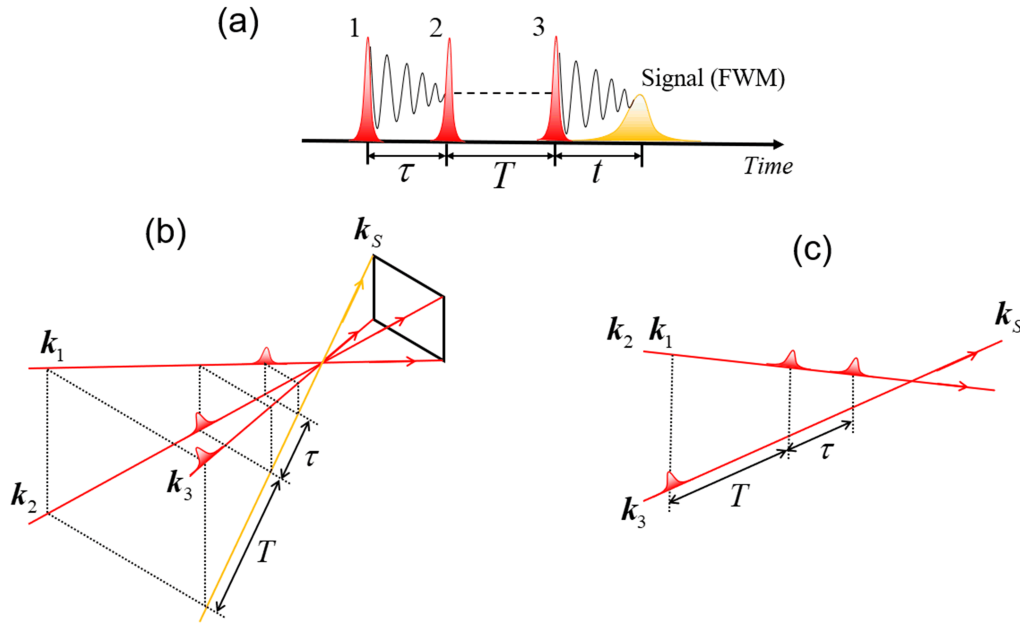 (a)
1 2 3
Signal (FWM)
τ T t
Time
(b)
k_S
k_1
k_2
k_3
τ
T
(c)
k_2 k_1
k_S
k_3
T
τ